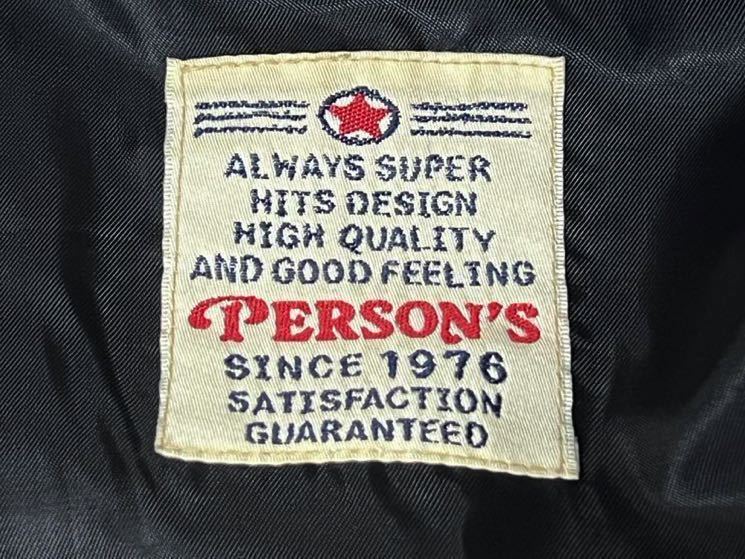 ALWAYS SUPER
HITS DESIGN
HIGH QUALITY
AND GOOD FEELING
PERSON'S
SINCE 1976
SATISFACTION
GUARANTEED